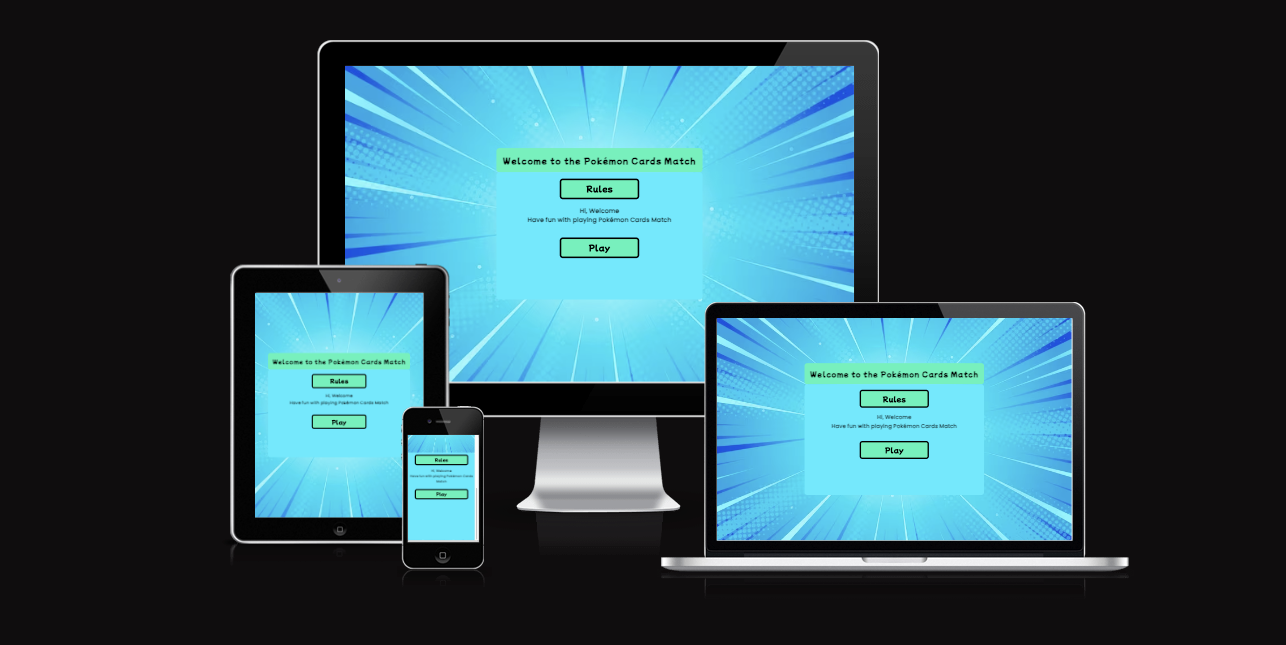 Welcome to the Pokémon Cards Match
Rules
Hi, Welcome
Have fun with playing Pokémon Cards Match
Play
Welcome to the Pokémon Cards Match
Rules
Hi, Welcome
Have fun with playing Pokémon Cards Match
Play
Rules
Hi, Welcome
Have fun with playing Pokémon Cards
Match
Play
Welcome to the Pokémon Cards Match
Rules
Hi, Welcome
Have fun with playing Pokémon Cards Match
Play